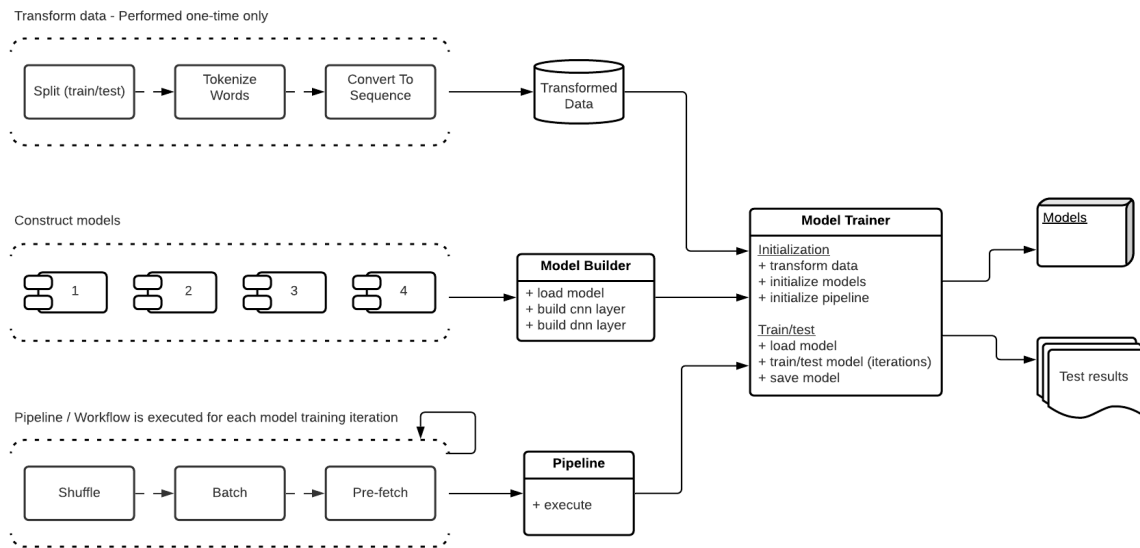 Transform data - Performed one-time only
Split (train/test)
Tokenize
Words
Convert To
Sequence
Transformed
Data
Construct models
1
2
3
4
Model Builder
+ load model
+ build cnn layer
+ build dnn layer
Model Trainer
Initialization
+ transform data
+ initialize models
+ initialize pipeline
Train/test
+ load model
+ train/test model (iterations)
+ save model
Models
Test results
Pipeline / Workflow is executed for each model training iteration
Shuffle
Batch
Pre-fetch
Pipeline
+ execute